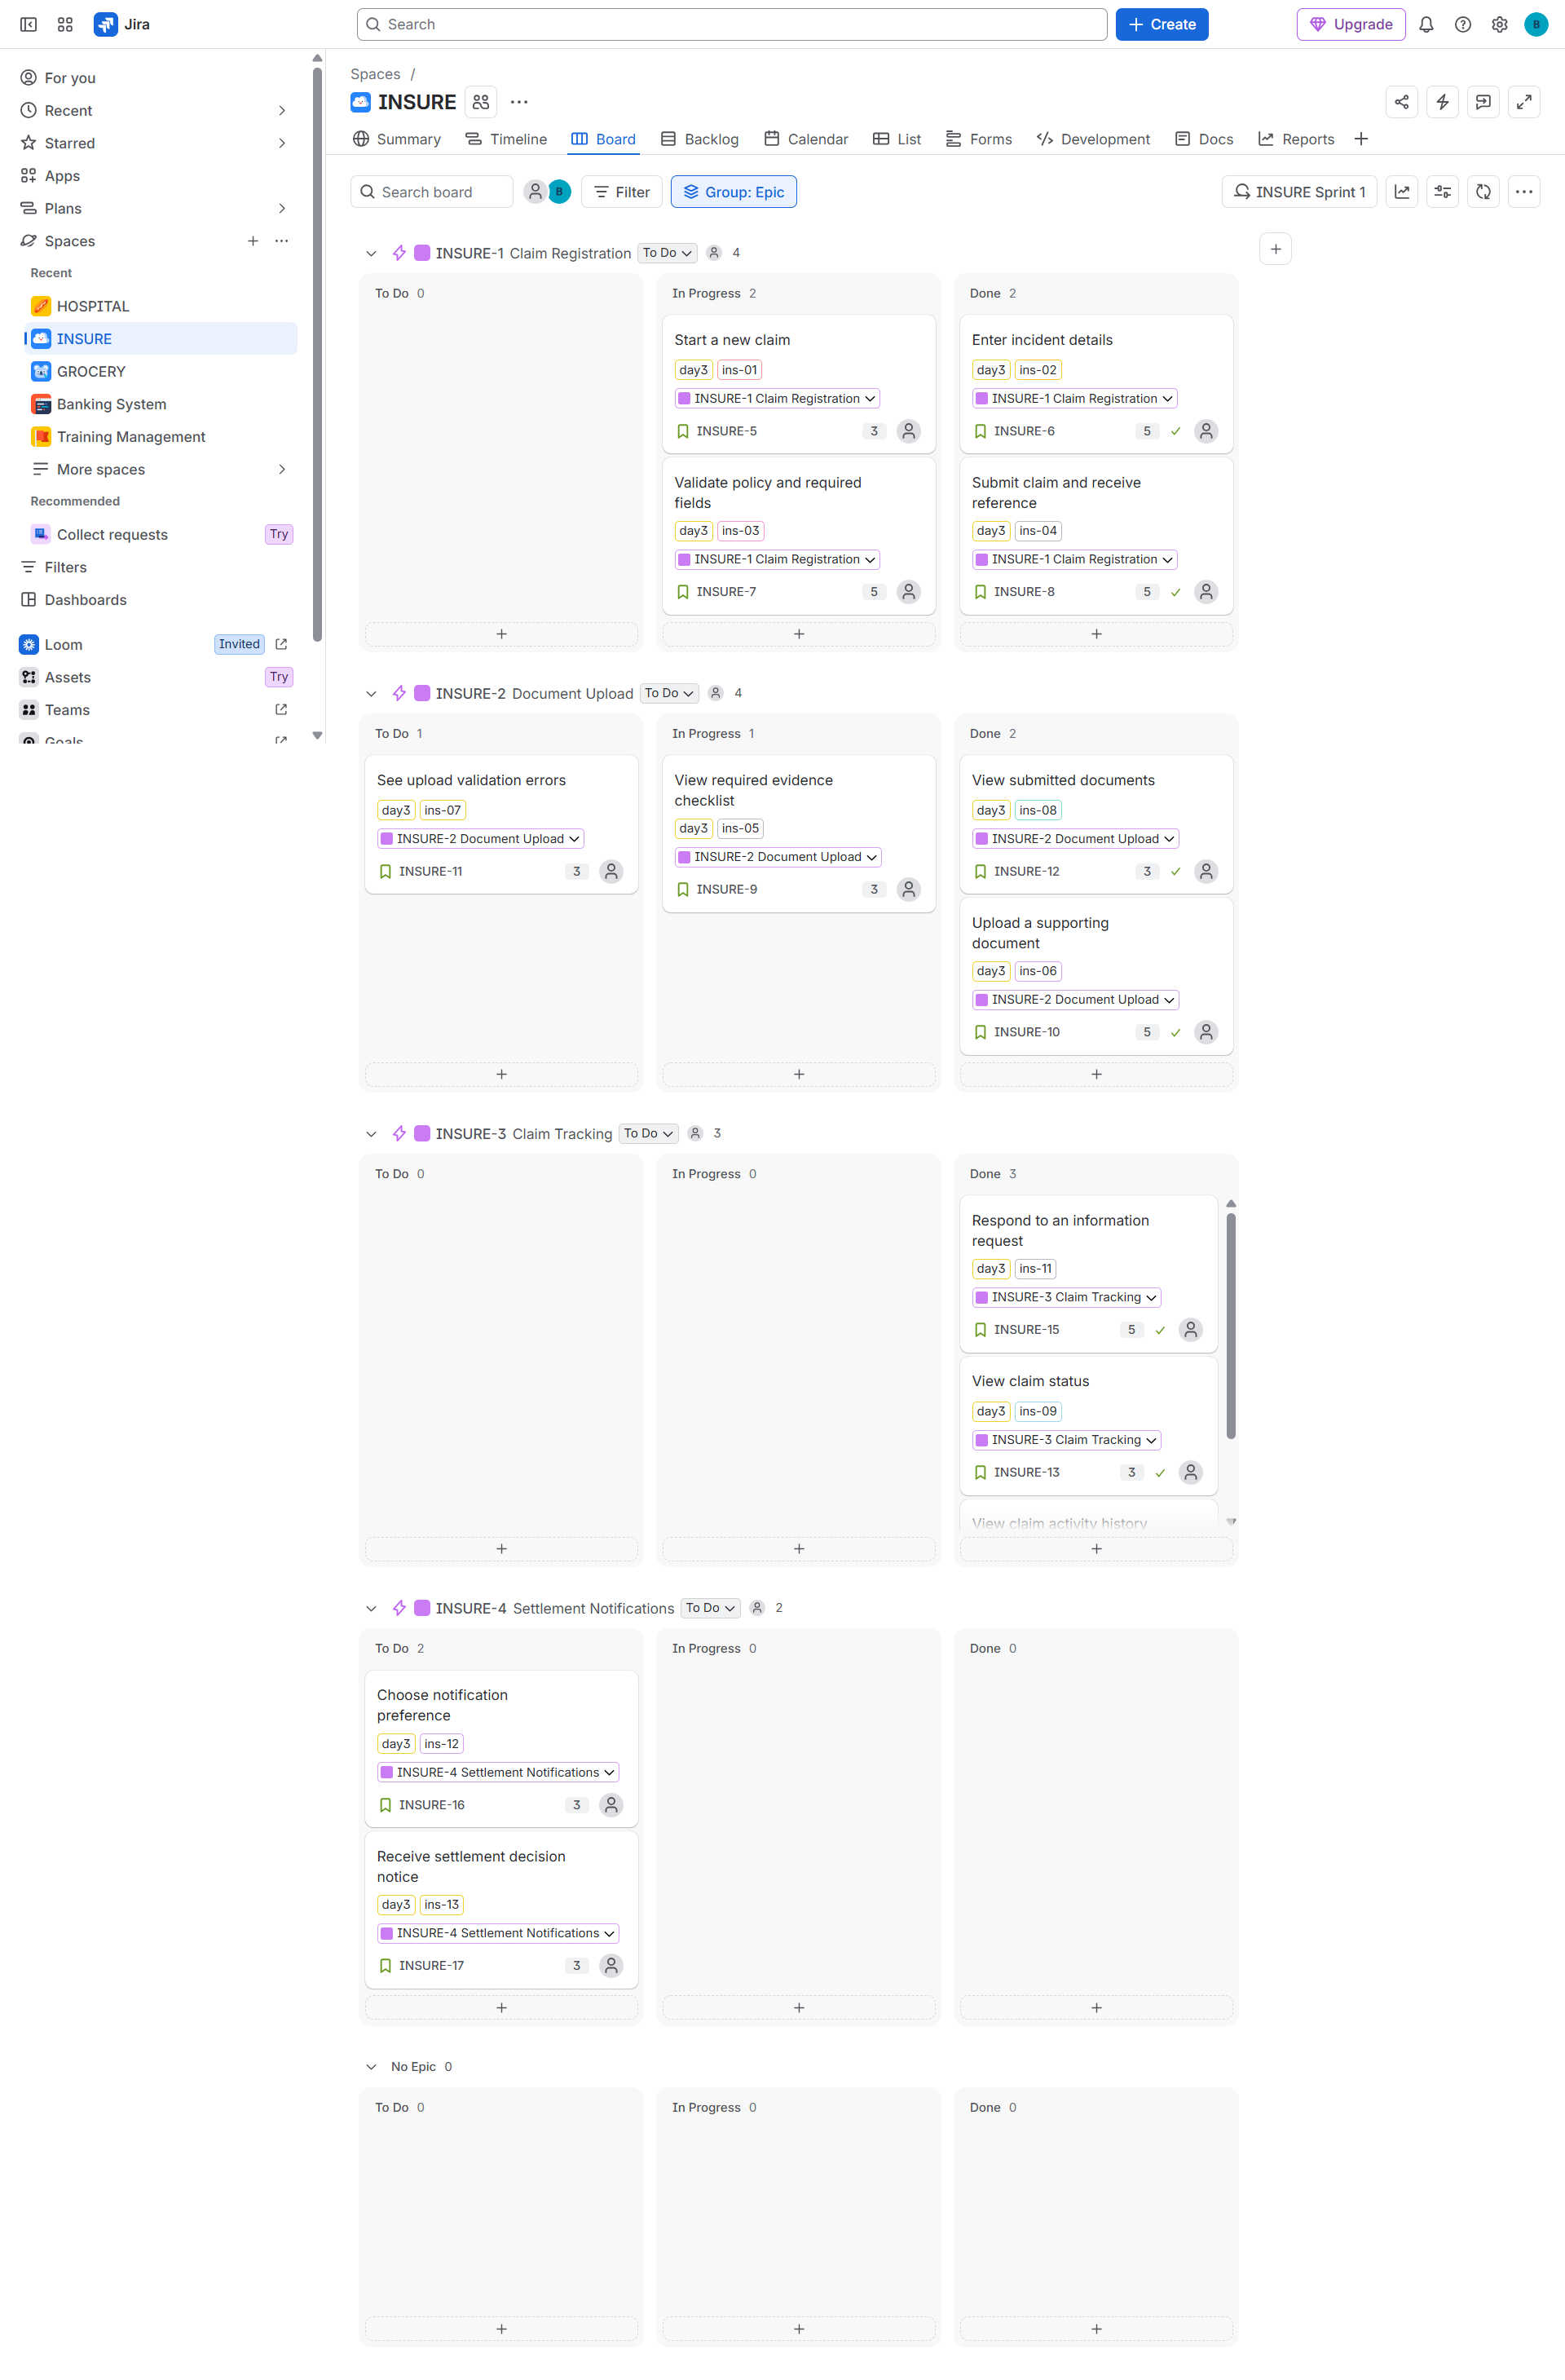 Jira
Search
Create
Upgrade
B
For you
Recent
Starred
Apps
Plans
Spaces
Recent
HOSPITAL
INSURE
GROCERY
Banking System
Training Management
More spaces
Recommended
Collect requests Try
Filters
Dashboards
Loom Invited
Assets Try
Teams
Goals
Spaces /
INSURE
Summary Timeline Board Backlog Calendar List Forms Development Docs Reports
Search board B Filter Group: Epic INSURE Sprint 1
INSURE-1 Claim Registration To Do 4
To Do 0
In Progress 2
Start a new claim
day3 ins-01
INSURE-1 Claim Registration
INSURE-5 3
Validate policy and required
fields
day3 ins-03
INSURE-1 Claim Registration
INSURE-7 5
Done 2
Enter incident details
day3 ins-02
INSURE-1 Claim Registration
INSURE-6 5
Submit claim and receive
reference
day3 ins-04
INSURE-1 Claim Registration
INSURE-8 5
INSURE-2 Document Upload To Do 4
To Do 1
See upload validation errors
day3 ins-07
INSURE-2 Document Upload
INSURE-11 3
In Progress 1
View required evidence
checklist
day3 ins-05
INSURE-2 Document Upload
INSURE-9 3
Done 2
View submitted documents
day3 ins-08
INSURE-2 Document Upload
INSURE-12 3
Upload a supporting
document
day3 ins-06
INSURE-2 Document Upload
INSURE-10 5
INSURE-3 Claim Tracking To Do 3
To Do 0
In Progress 0
Done 3
Respond to an information
request
day3 ins-11
INSURE-3 Claim Tracking
INSURE-15 5
View claim status
day3 ins-09
INSURE-3 Claim Tracking
INSURE-13 3
View claim activity history
INSURE-4 Settlement Notifications To Do 2
To Do 2
Choose notification
preference
day3 ins-12
INSURE-4 Settlement Notifications
INSURE-16 3
Receive settlement decision
notice
day3 ins-13
INSURE-4 Settlement Notifications
INSURE-17 3
In Progress 0
Done 0
No Epic 0
To Do 0
In Progress 0
Done 0